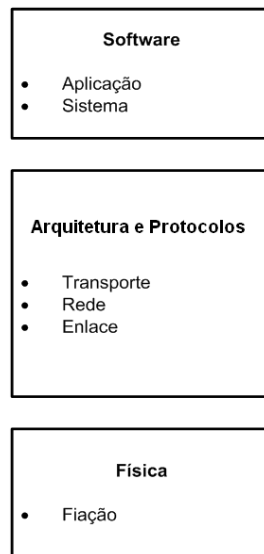 Software
• Aplicação
• Sistema
Arquitetura e Protocolos
• Transporte
• Rede
• Enlace
Física
• Fiação